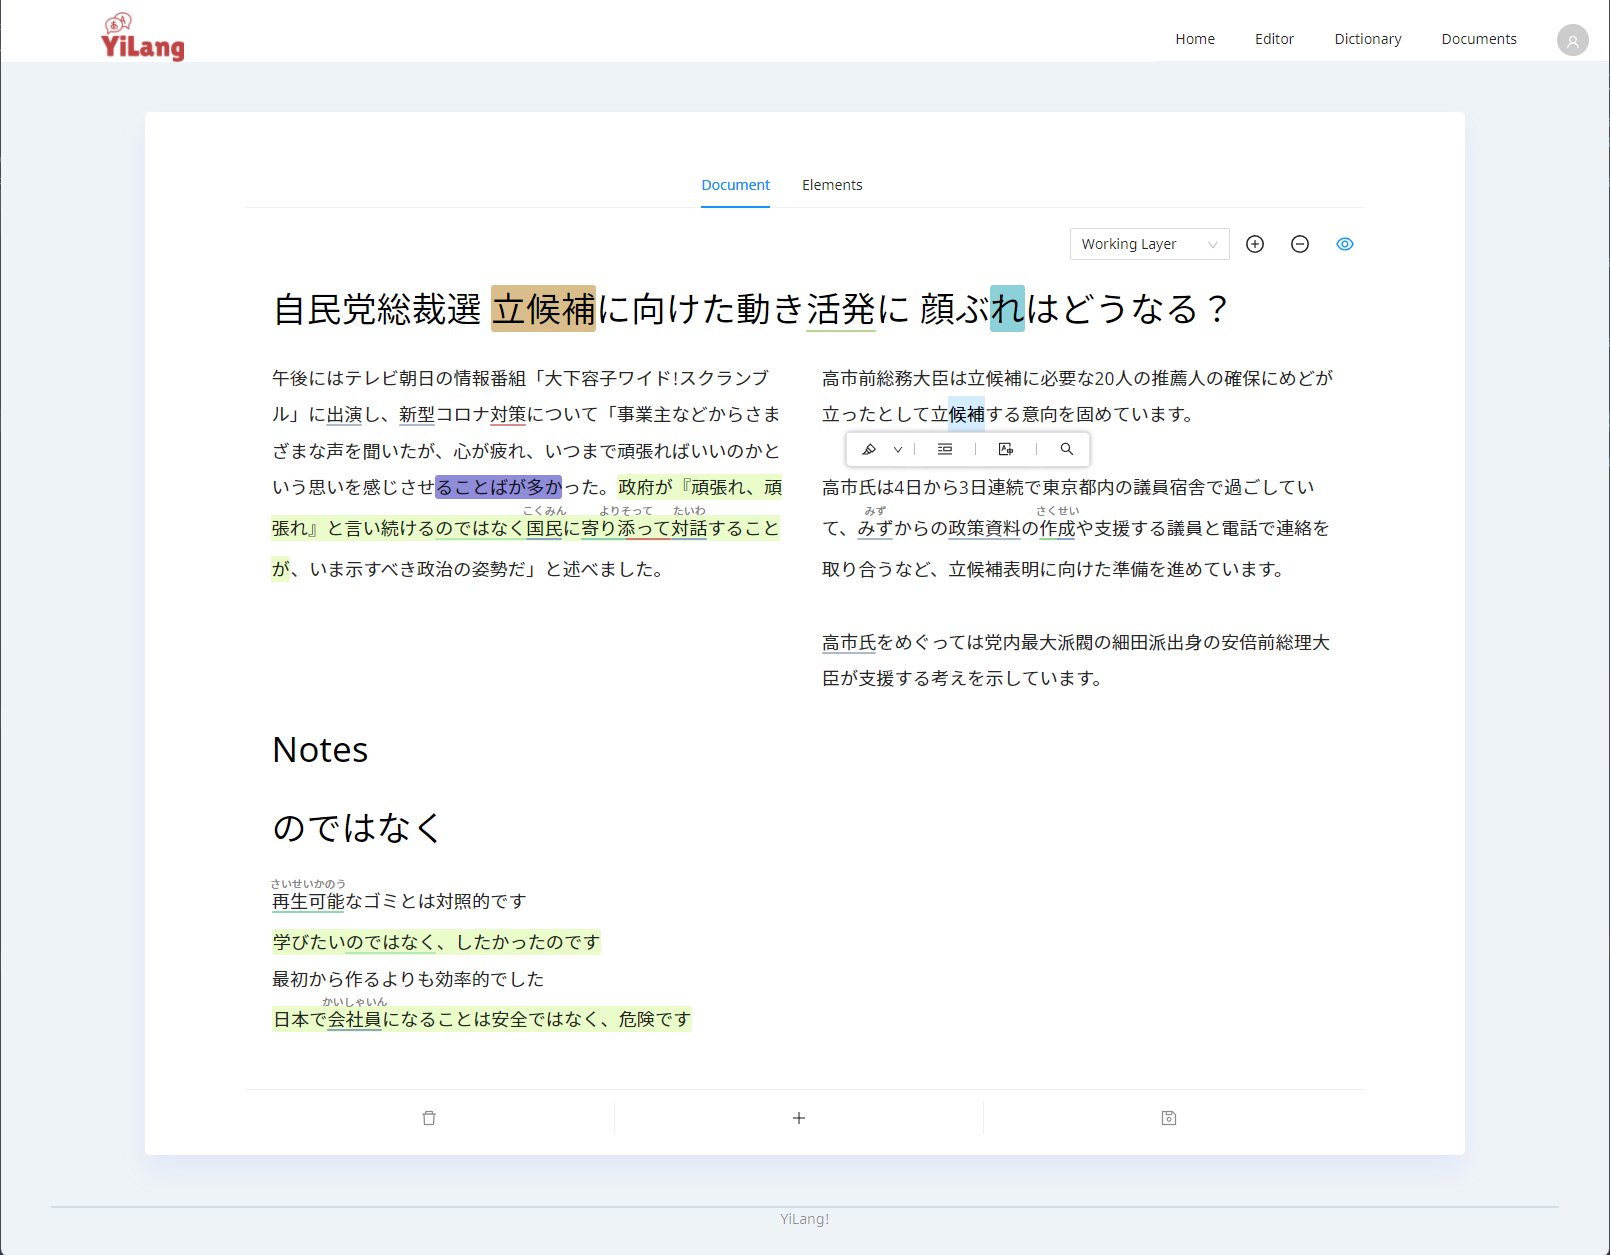 あ A
YiLang
Home Editor Dictionary Documents
Document Elements
Working Layer
自民党総裁選 立候補に向けた動き活発に 顔ぶれはどうなる？
午後にはテレビ朝日の情報番組「大下容子ワイド!スクランブ
ル」に出演し、新型コロナ対策について「事業主などからさま
ざまな声を聞いたが、心が疲れ、いつまで頑張ればいいのかと
いう思いを感じさせることばが多かった。政府が『頑張れ、頑
こくみん よりそって たいわ
張れ』と言い続けるのではなく国民に寄り添って対話すること
が、いま示すべき政治の姿勢だ」と述べました。
高市前総務大臣は立候補に必要な20人の推薦人の確保にめどが
立ったとして立候補する意向を固めています。
高市氏は4日から3日連続で東京都内の議員宿舎で過ごしてい
みず さくせい
て、みずからの政策資料の作成や支援する議員と電話で連絡を
取り合うなど、立候補表明に向けた準備を進めています。
高市氏をめぐっては党内最大派閥の細田派出身の安倍前総理大
臣が支援する考えを示しています。
Notes
のではなく
さいせいかのう
再生可能なゴミとは対照的です
学びたいのではなく、したかったのです
最初から作るよりも効率的でした
かいしゃいん
日本で会社員になることは安全ではなく、危険です
YiLang!